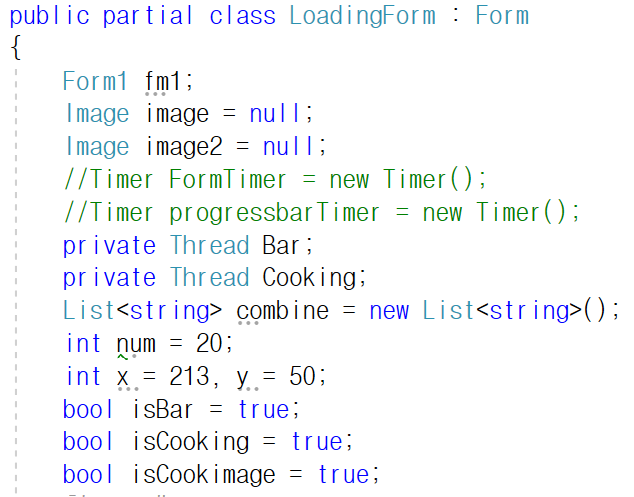 public partial class LoadingForm : Form
{
Form1 fm1;
Image image = null;
Image image2 = null;
//Timer FormTimer = new Timer();
//Timer progressbarTimer = new Timer();
private Thread Bar;
private Thread Cooking;
List<string> combine = new List<string>();
int num = 20;
int x = 213, y = 50;
bool isBar = true;
bool isCooking = true;
bool isCookimage = true;